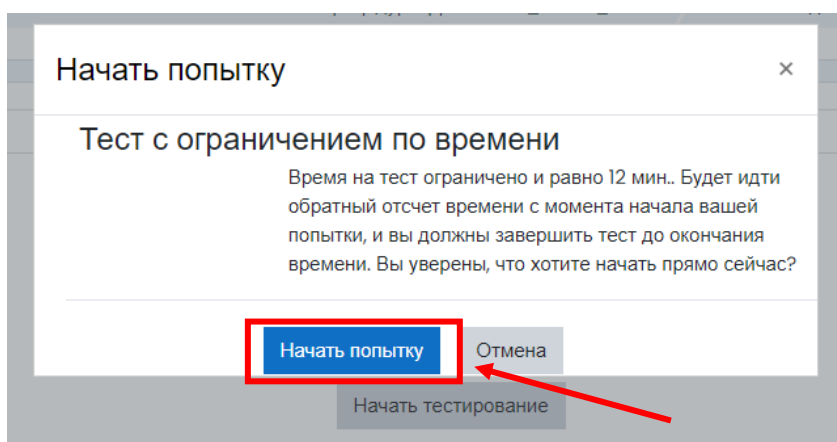 Начать попытку ×
Тест с ограничением по времени
Время на тест ограничено и равно 12 мин.. Будет идти
обратный отсчет времени с момента начала вашей
попытки, и вы должны завершить тест до окончания
времени. Вы уверены, что хотите начать прямо сейчас?
Начать попытку Отмена
Начать тестирование